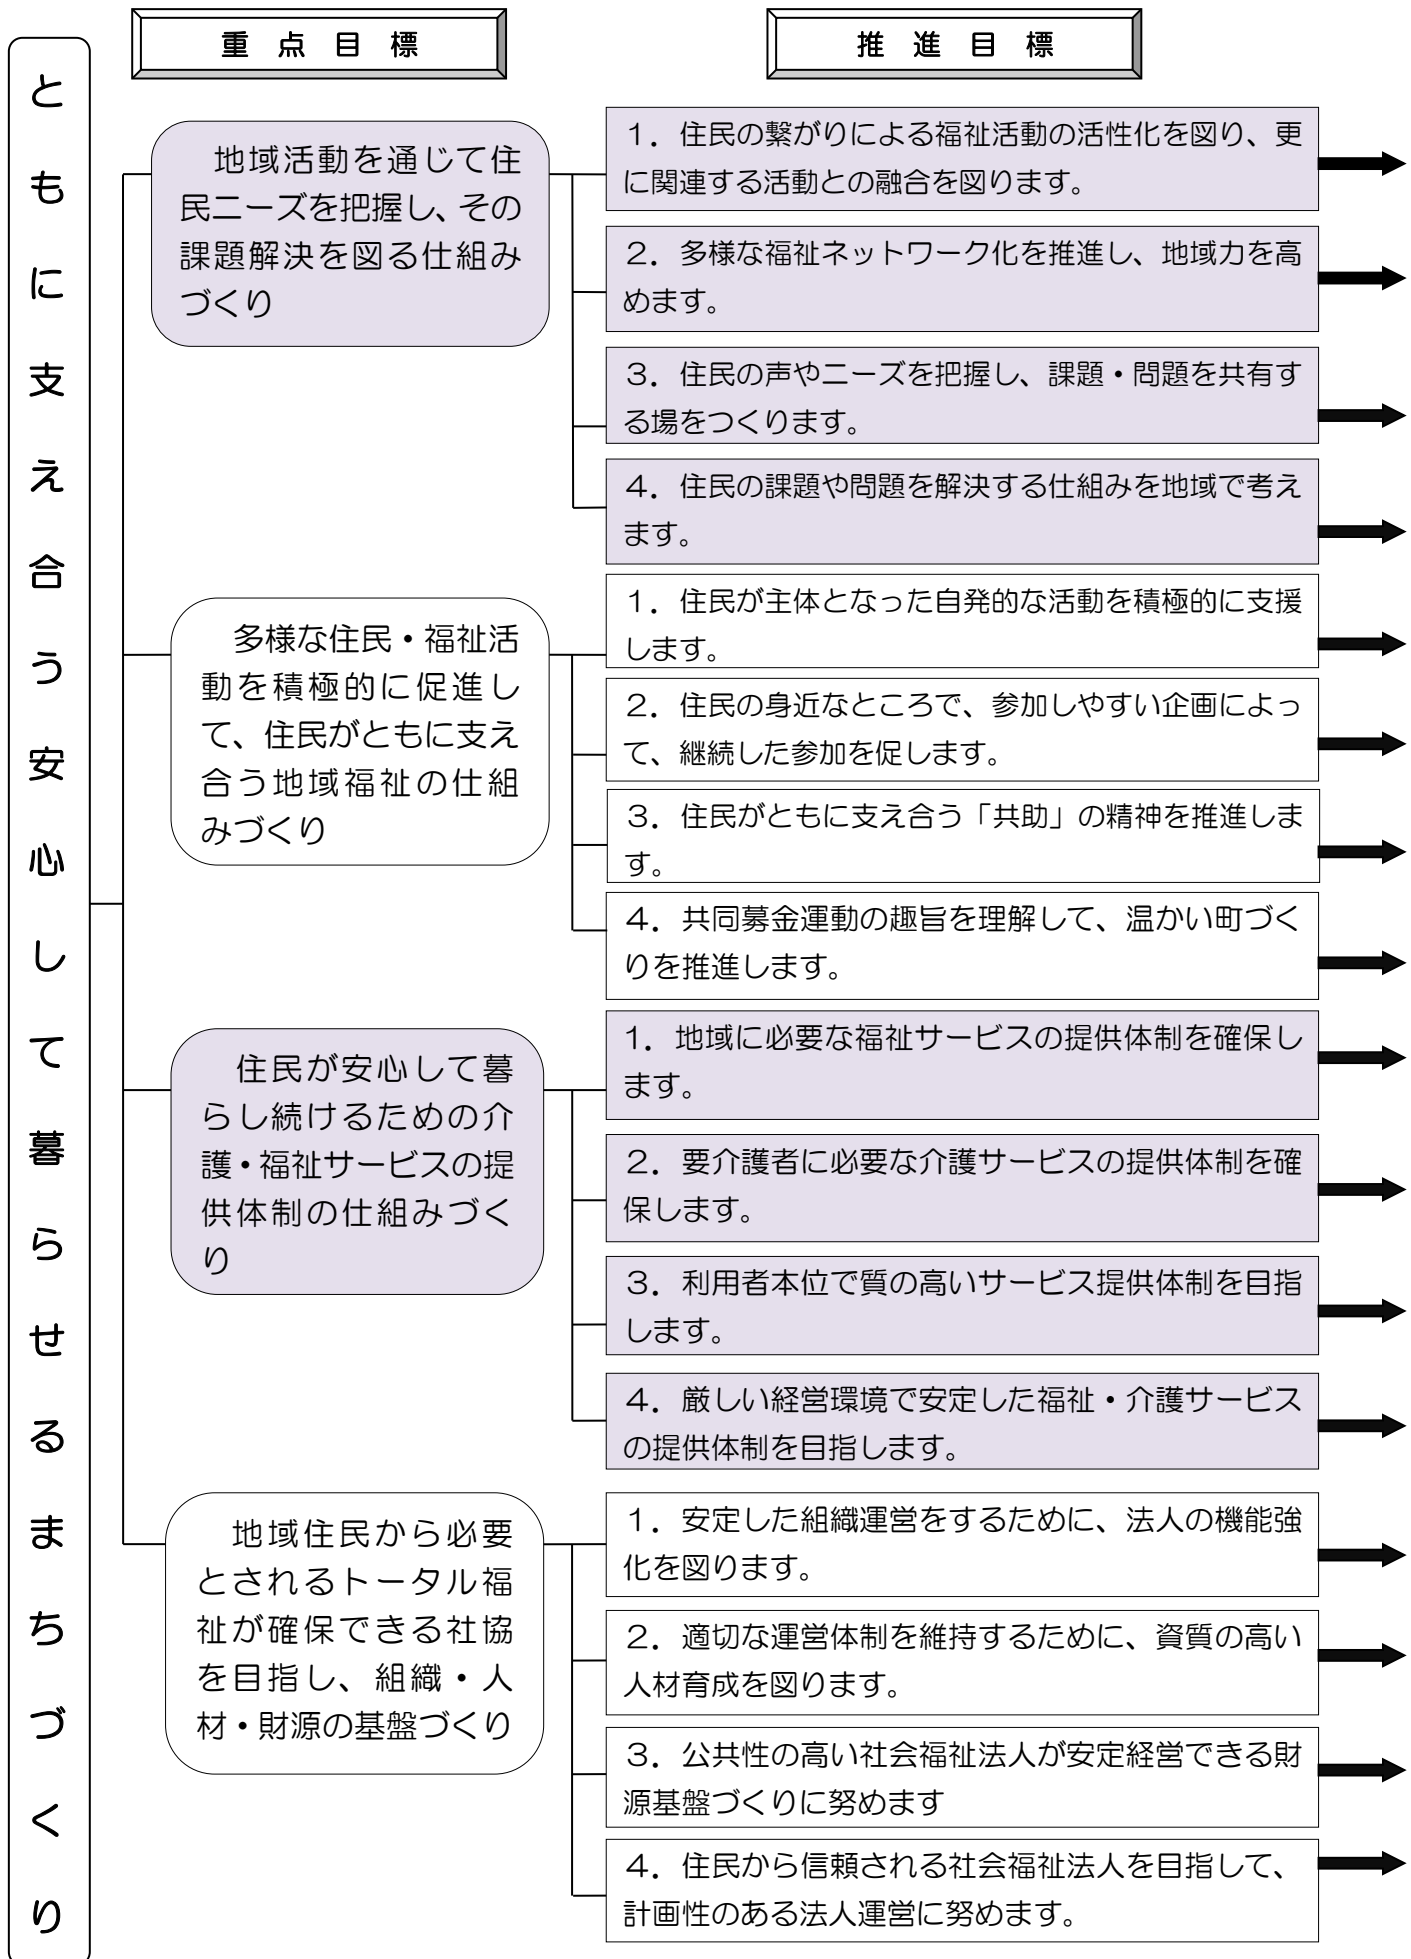 重点目標
推進目標
ともに支え合う安心して暮らせるまちづくり
地域活動を通じて住
民ニーズを把握し、その
課題解決を図る仕組み
づくり
1．住民の繋がりによる福祉活動の活性化を図り、更
に関連する活動との融合を図ります。
2．多様な福祉ネットワーク化を推進し、地域力を高
めます。
3．住民の声やニーズを把握し、課題・問題を共有す
る場をつくります。
4．住民の課題や問題を解決する仕組みを地域で考え
ます。
多様な住民・福祉活
動を積極的に促進し
て、住民がともに支え
合う地域福祉の仕組
みづくり
1．住民が主体となった自発的な活動を積極的に支援
します。
2．住民の身近なところで、参加しやすい企画によっ
て、継続した参加を促します。
3．住民がともに支え合う「共助」の精神を推進しま
す。
4．共同募金運動の趣旨を理解して、温かい町づく
りを推進します。
住民が安心して暮
らし続けるための介
護・福祉サービスの提
供体制の仕組みづく
り
1．地域に必要な福祉サービスの提供体制を確保し
ます。
2．要介護者に必要な介護サービスの提供体制を確
保します。
3．利用者本位で質の高いサービス提供体制を目指
します。
4．厳しい経営環境で安定した福祉・介護サービス
の提供体制を目指します。
地域住民から必要
とされるトータル福
祉が確保できる社協
を目指し、組織・人
材・財源の基盤づくり
1．安定した組織運営をするために、法人の機能強
化を図ります。
2．適切な運営体制を維持するために、資質の高い
人材育成を図ります。
3．公共性の高い社会福祉法人が安定経営できる財
源基盤づくりに努めます
4．住民から信頼される社会福祉法人を目指して、
計画性のある法人運営に努めます。